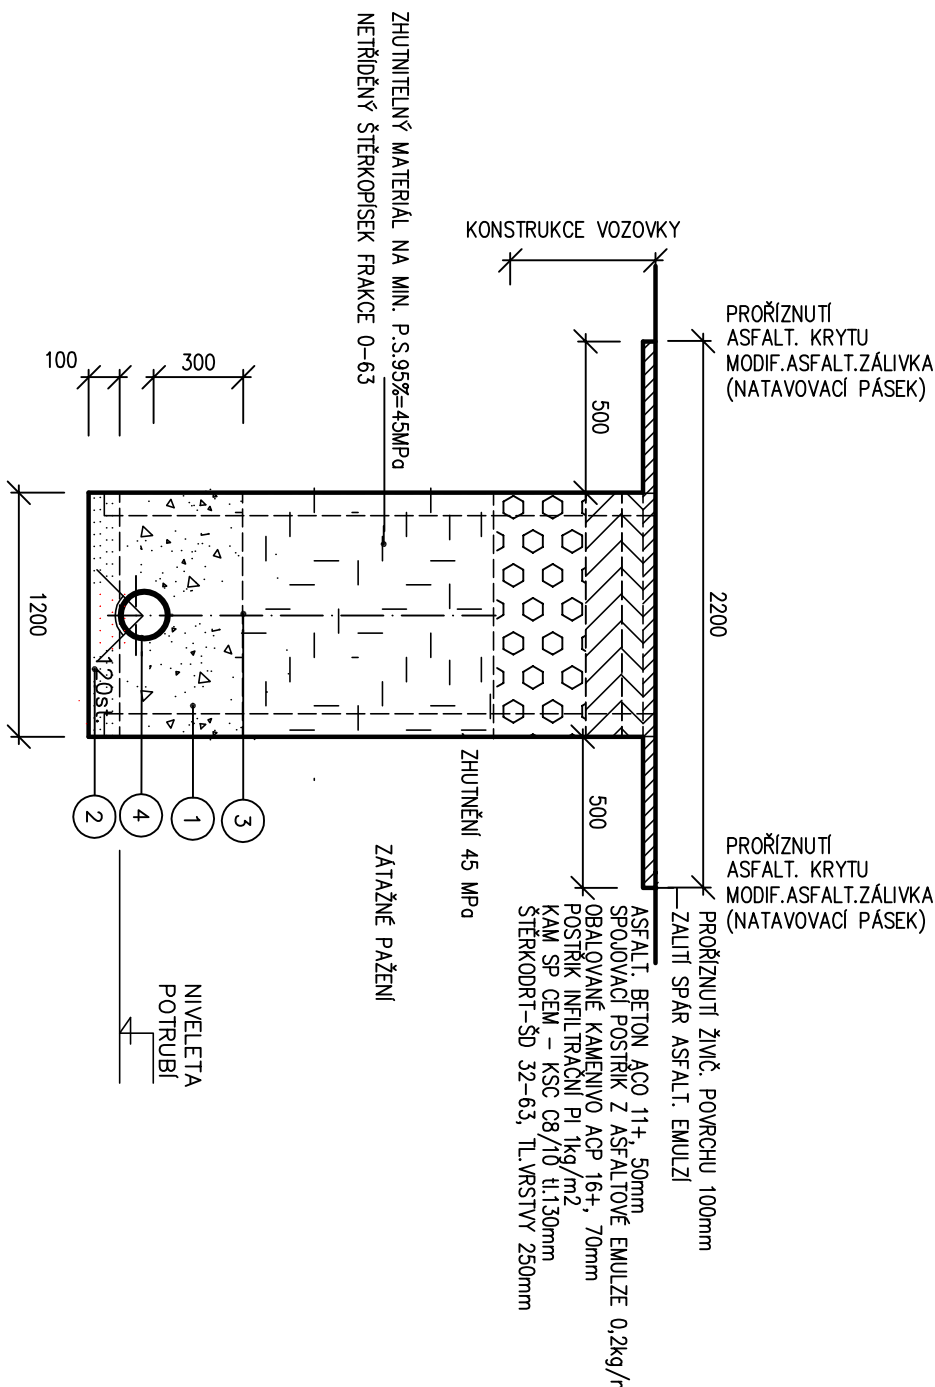 ZHUTNITELNÝ MATERIÁL NA MIN. P.S.95%=45MPa
NETŘÍDĚNÝ ŠTĚRKOPÍSEK FRAKCE 0-63
KONSTRUKCE VOZOVKY
PROŘÍZNUTÍ
ASFALT. KRYTU
MODIF.ASFALT.ZÁLIVKA
(NATAVOVACÍ PÁSEK)
100
300
500
2200
1200
120st.
500
2
4
1
3
ZHUTNĚNÍ 45 MPa
ZÁTAŽNÉ PAŽENÍ
NIVELETA
POTRUBÍ
PROŘÍZNUTÍ
ASFALT. KRYTU
MODIF.ASFALT.ZÁLIVKA
(NATAVOVACÍ PÁSEK)
PROŘÍZNUTÍ ŽIVIČ. POVRCHU 100mm
ZALITÍ SPÁR ASFALT. EMULZÍ
ASFALT. BETON ACO 11+, 50mm
SPOJOVACÍ POSTŘIK Z ASFALTOVÉ EMULZE 0,2kg/
OBALOVANÉ KAMENIVO ACP 16+, 70mm
POSTŘIK INFILTRAČNÍ PI 1kg/m2
KAM SP CEM - KSC C8/10 tl.130mm
ŠTĚRKODRT-ŠD 32-63, TL.VRSTVY 250mm